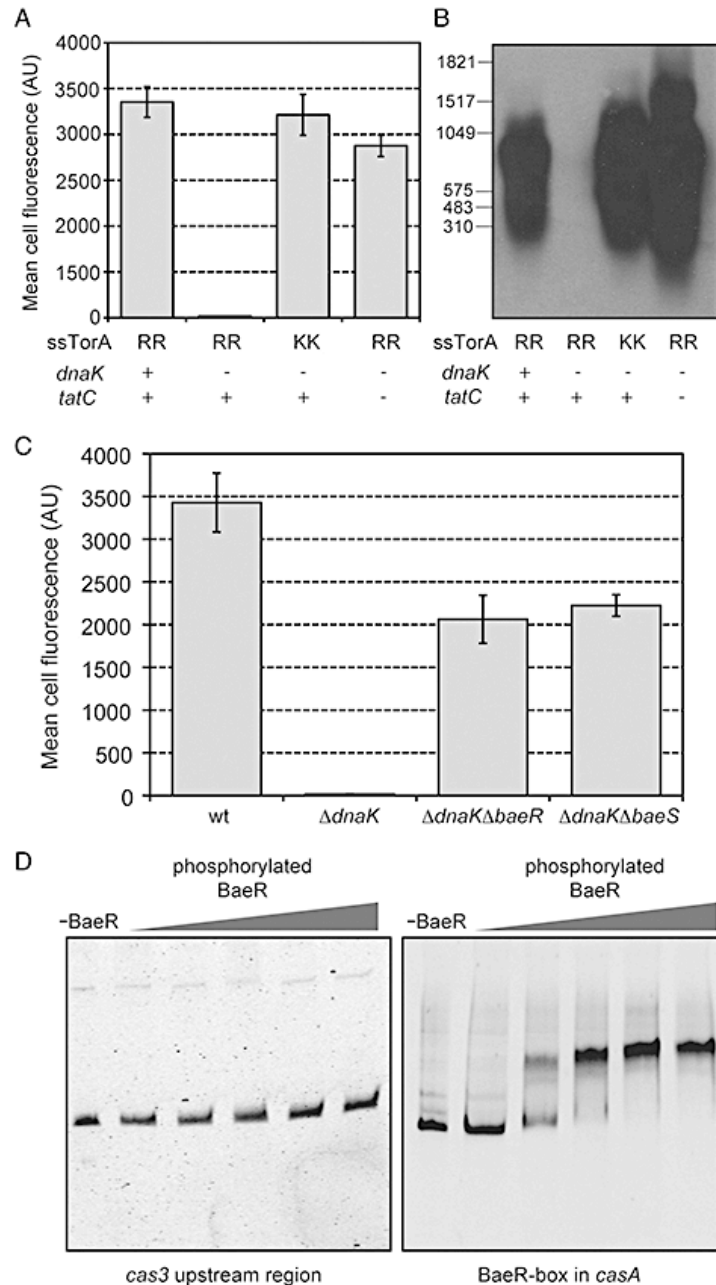 A
4000
3500
3000
2500
2000
1500
1000
500
0
Mean cell fluorescence (AU)
ssTorA RR RR KK RR
dnaK + - - -
tatC + + + -
B
1821
1517
1049
575
483
310
RR RR KK RR
+ - - -
+ + + -
C
4000
3500
3000
2500
2000
1500
1000
500
0
Mean cell fluorescence (AU)
wt ΔdnaK ΔdnaKΔbaeR ΔdnaKΔbaeS
D
phosphorylated
BaeR
−BaeR
cas3 upstream region
phosphorylated
BaeR
−BaeR
BaeR-box in casA